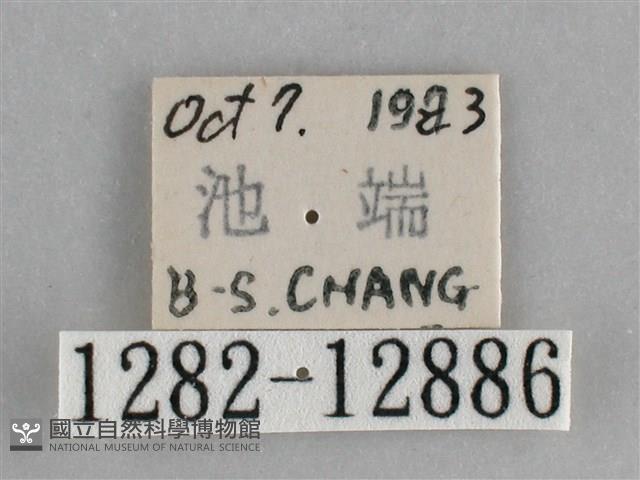 Oct 7. 1983
池 · 端
B-S. CHANG
1282-12886
國立自然科學博物館
NATIONAL MUSEUM OF NATURAL SCIENCE